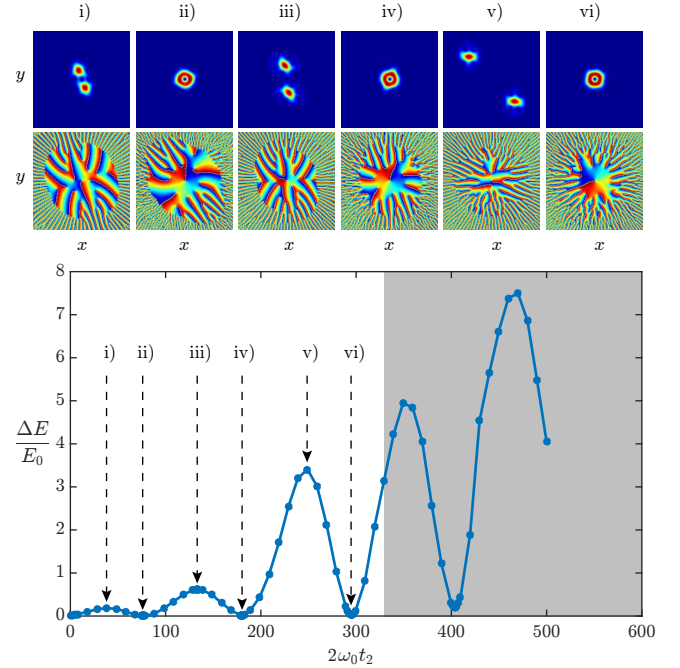 i) ii) iii) iv) v) vi)
y
y
x x x x x x
8
7
6
5
4
3
2
1
0
ΔE
E₀
i) ii) iii) iv) v) vi)
0 100 200 300 400 500 600
2ω₀t₂